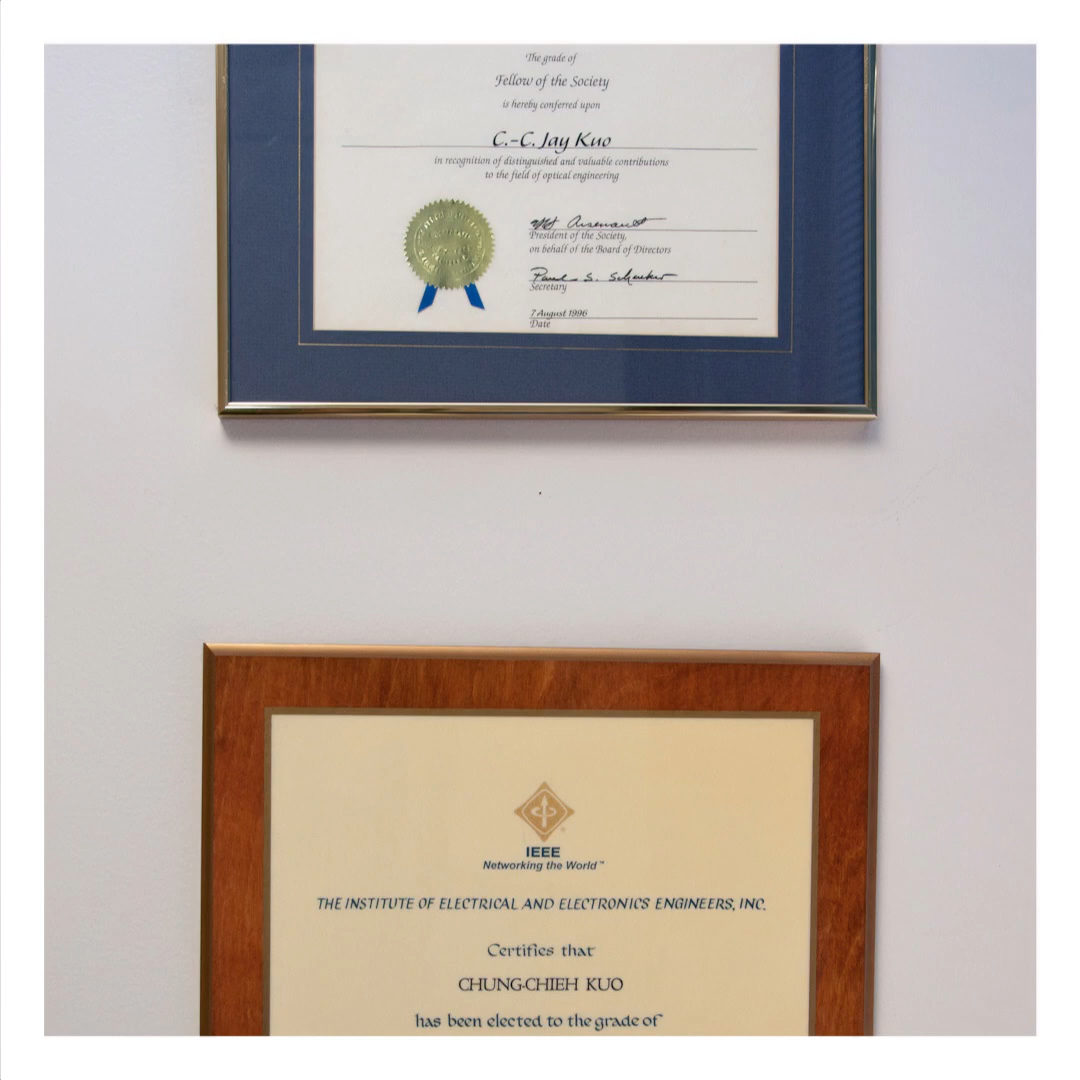 The grade of
Fellow of the Society
is hereby conferred upon
C.-C. Jay Kuo
in recognition of distinguished and valuable contributions
to the field of optical engineering
President of the Society,
on behalf of the Board of Directors
Paul S.
Secretary
7 August 1996
Date
IEEE
Networking the World™
THE INSTITUTE OF ELECTRICAL AND ELECTRONICS ENGINEERS, INC.
Certifies that
CHUNG-CHIEH KUO
has been elected to the grade of